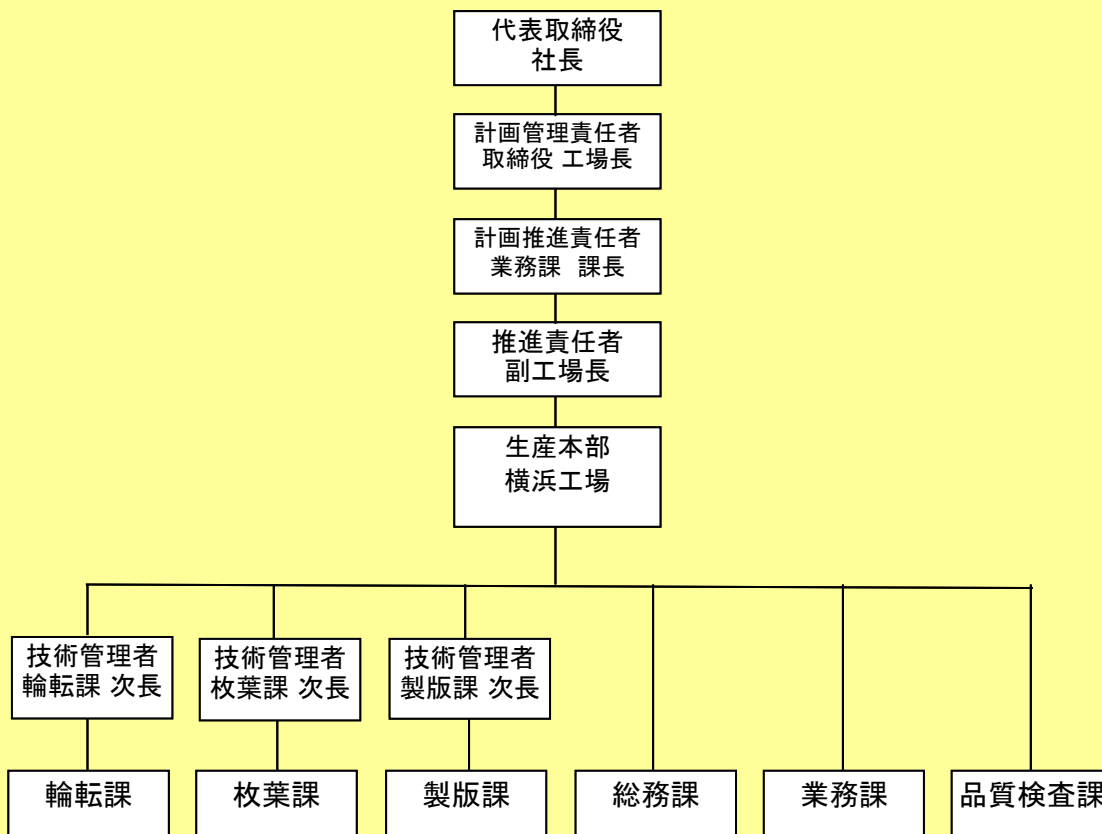 代表取締役
社長
計画管理責任者
取締役 工場長
計画推進責任者
業務課 課長
推進責任者
副工場長
生産本部
横浜工場
技術管理者
輪転課 次長
技術管理者
枚葉課 次長
技術管理者
製版課 次長
輪転課
枚葉課
製版課
総務課
業務課
品質検査課